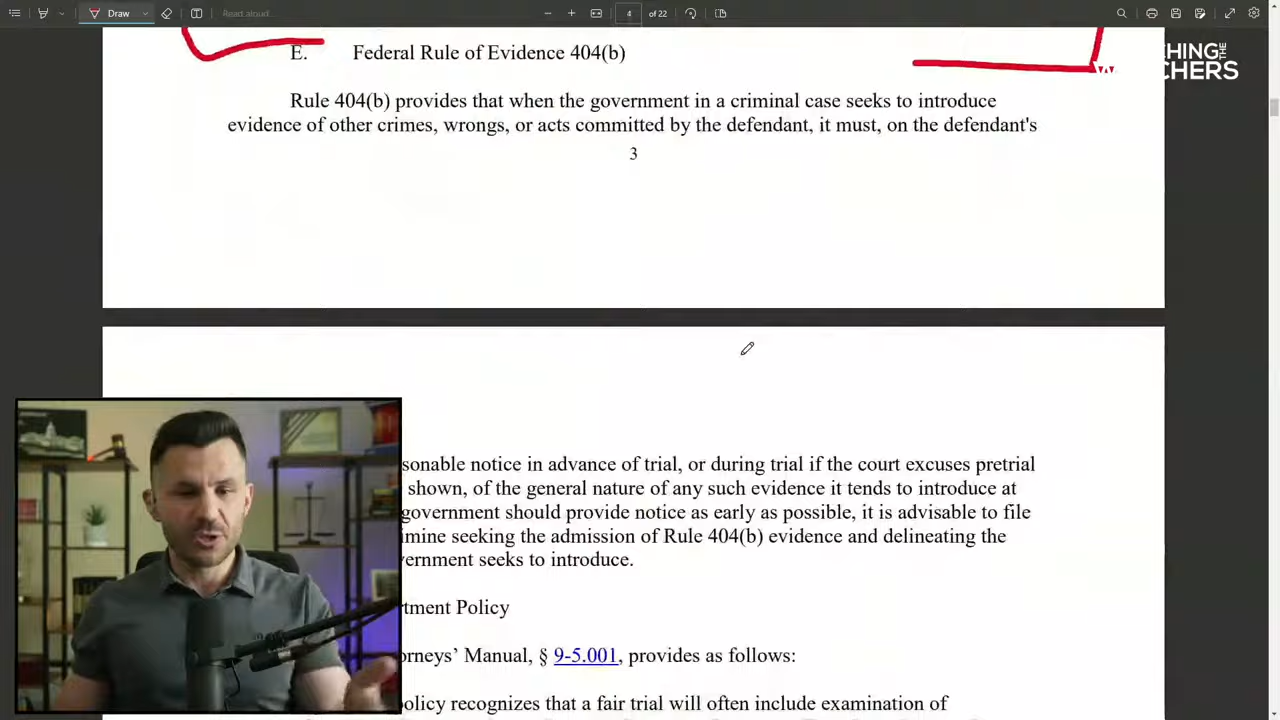 Draw
Read aloud
4
of 22
E. Federal Rule of Evidence 404(b)
CHING THE
CHERS
Rule 404(b) provides that when the government in a criminal case seeks to introduce
evidence of other crimes, wrongs, or acts committed by the defendant, it must, on the defendant's
3
sonable notice in advance of trial, or during trial if the court excuses pretrial
shown, of the general nature of any such evidence it tends to introduce at
government should provide notice as early as possible, it is advisable to file
imine seeking the admission of Rule 404(b) evidence and delineating the
vernment seeks to introduce.
rtment Policy
orneys' Manual, § 9-5.001, provides as follows:
policy recognizes that a fair trial will often include examination of